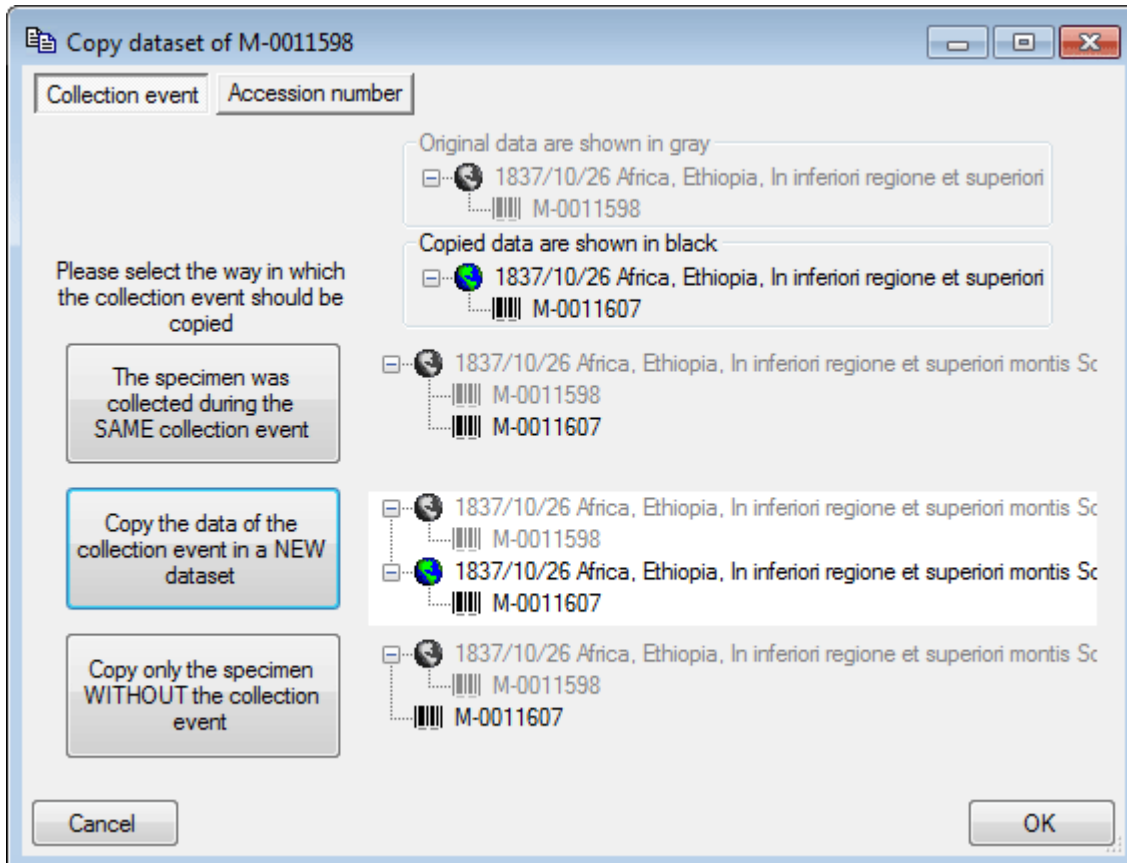 Copy dataset of M-0011598
Collection event
Accession number
Original data are shown in gray
1837/10/26 Africa, Ethiopia, In inferiori regione et superiori
M-0011598
Copied data are shown in black
1837/10/26 Africa, Ethiopia, In inferiori regione et superiori
M-0011607
Please select the way in which
the collection event should be
copied
The specimen was
collected during the
SAME collection event
1837/10/26 Africa, Ethiopia, In inferiori regione et superiori montis Sc
M-0011598
M-0011607
Copy the data of the
collection event in a NEW
dataset
1837/10/26 Africa, Ethiopia, In inferiori regione et superiori montis Sc
M-0011598
1837/10/26 Africa, Ethiopia, In inferiori regione et superiori montis Sc
M-0011607
Copy only the specimen
WITHOUT the collection
event
1837/10/26 Africa, Ethiopia, In inferiori regione et superiori montis Sc
M-0011598
M-0011607
Cancel
OK